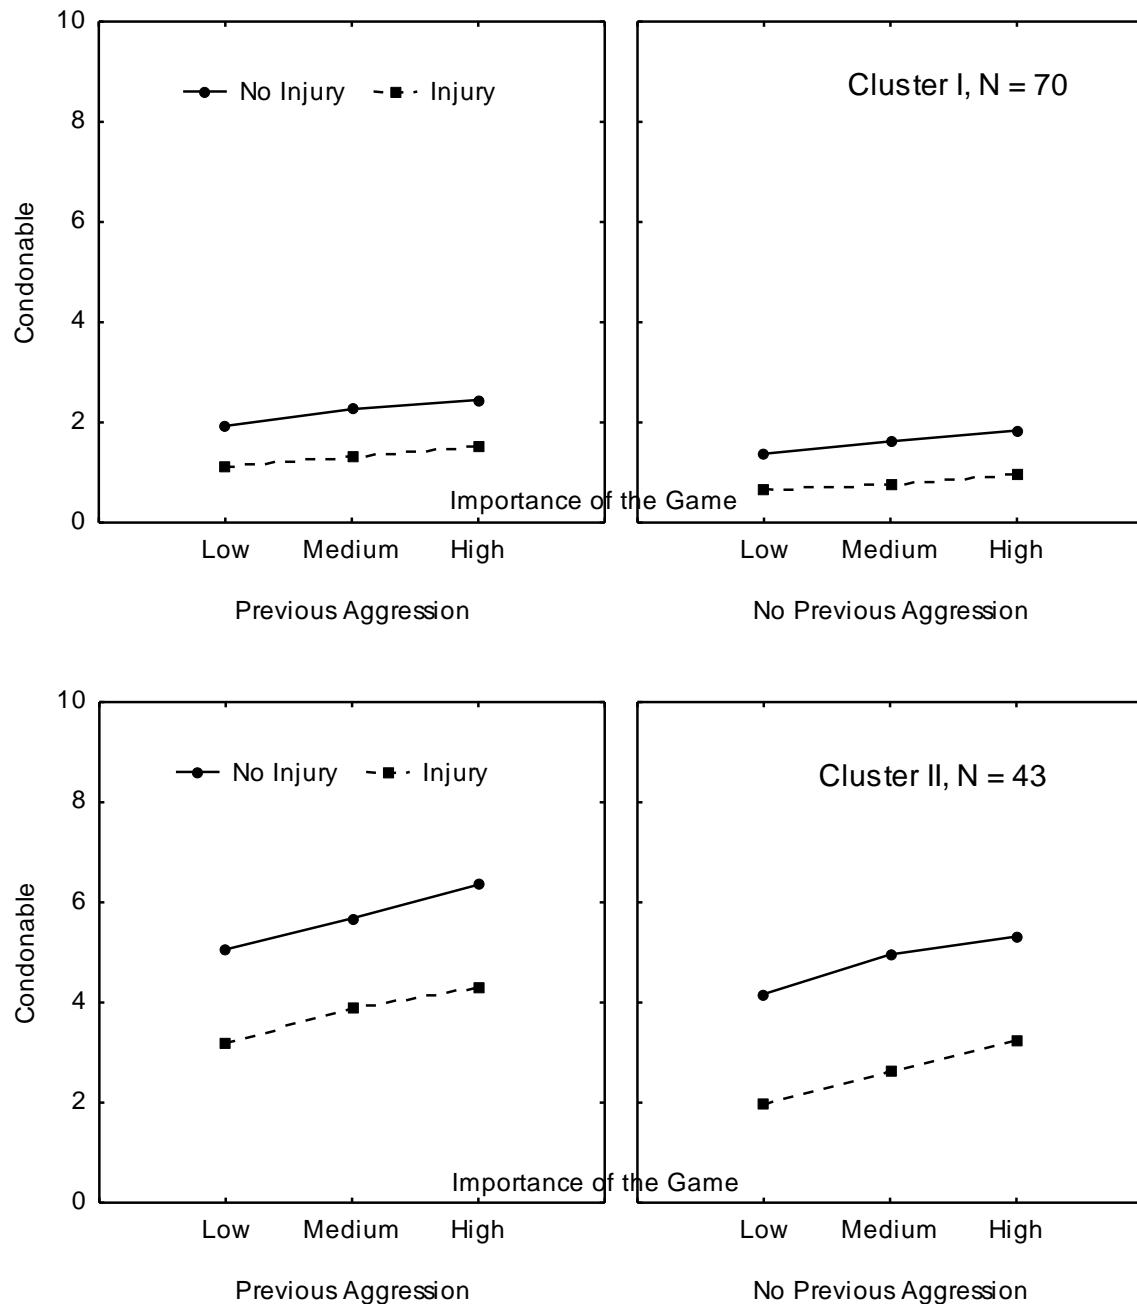 10
No Injury
Injury
Cluster I, N = 70
8
6
Condonable
4
2
0
Importance of the Game
Low
Medium
High
Low
Medium
High
Previous Aggression
No Previous Aggression
10
No Injury
Injury
Cluster II, N = 43
8
6
Condonable
4
2
0
Importance of the Game
Low
Medium
High
Low
Medium
High
Previous Aggression
No Previous Aggression